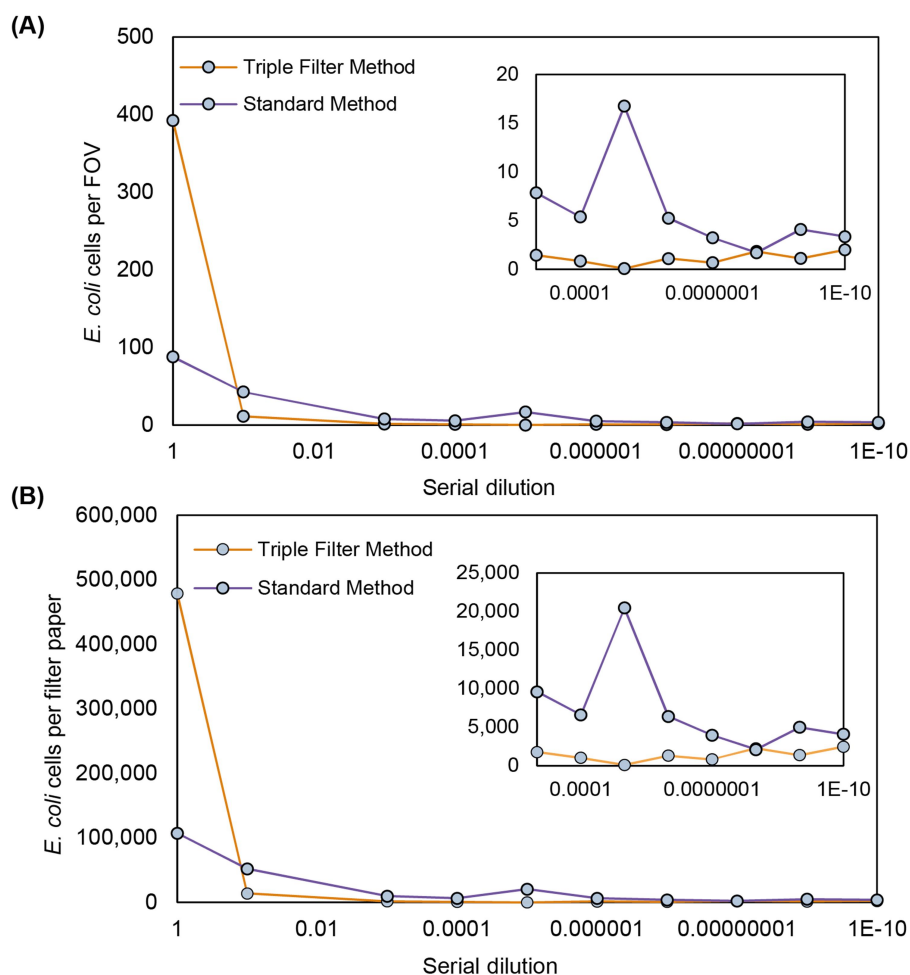 (A)
500
400
300
200
100
0
E. coli cells per FOV
Triple Filter Method
Standard Method
20
15
10
5
0
0.0001
0.0000001
1E-10
1
0.01
0.0001
0.000001
0.00000001
1E-10
Serial dilution
(B)
600,000
500,000
400,000
300,000
200,000
100,000
0
E. coli cells per filter paper
Triple Filter Method
Standard Method
25,000
20,000
15,000
10,000
5,000
0
0.0001
0.0000001
1E-10
1
0.01
0.0001
0.000001
0.00000001
1E-10
Serial dilution